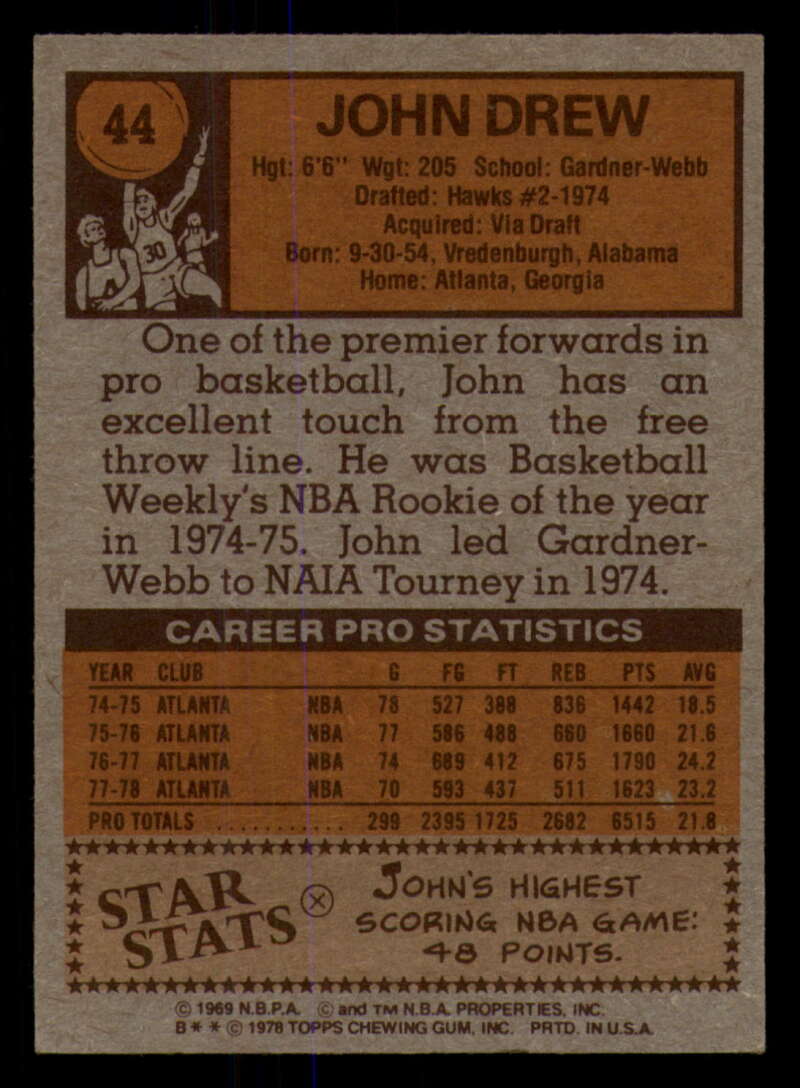 44
JOHN DREW
Hgt: 6'6" Wgt: 205 School: Gardner-Webb
Drafted: Hawks #2-1974
Acquired: Via Draft
Born: 9-30-54, Vredenburgh, Alabama
Home: Atlanta, Georgia
30
A
One of the premier forwards in
pro basketball, John has an
excellent touch from the free
throw line. He was Basketball
Weekly's NBA Rookie of the year
in 1974-75. John led Gardner-
Webb to NAIA Tourney in 1974.
CAREER PRO STATISTICS
YEAR CLUB G FG FT REB PTS AVG
74-75 ATLANTA NBA 78 527 388 836 1442 18.5
75-76 ATLANTA NBA 77 586 488 660 1660 21.6
76-77 ATLANTA NBA 74 689 412 675 1790 24.2
77-78 ATLANTA NBA 70 593 437 511 1623 23.2
PRO TOTALS ............ 299 2395 1725 2682 6515 21.8
STAR
STATS
JOHN'S HIGHEST
SCORING NBA GAME:
48 POINTS.
© 1969 N.B.P.A. © and TM N.B.A. PROPERTIES, INC.
B * * © 1978 TOPPS CHEWING GUM, INC. PRTD. IN U.S.A.